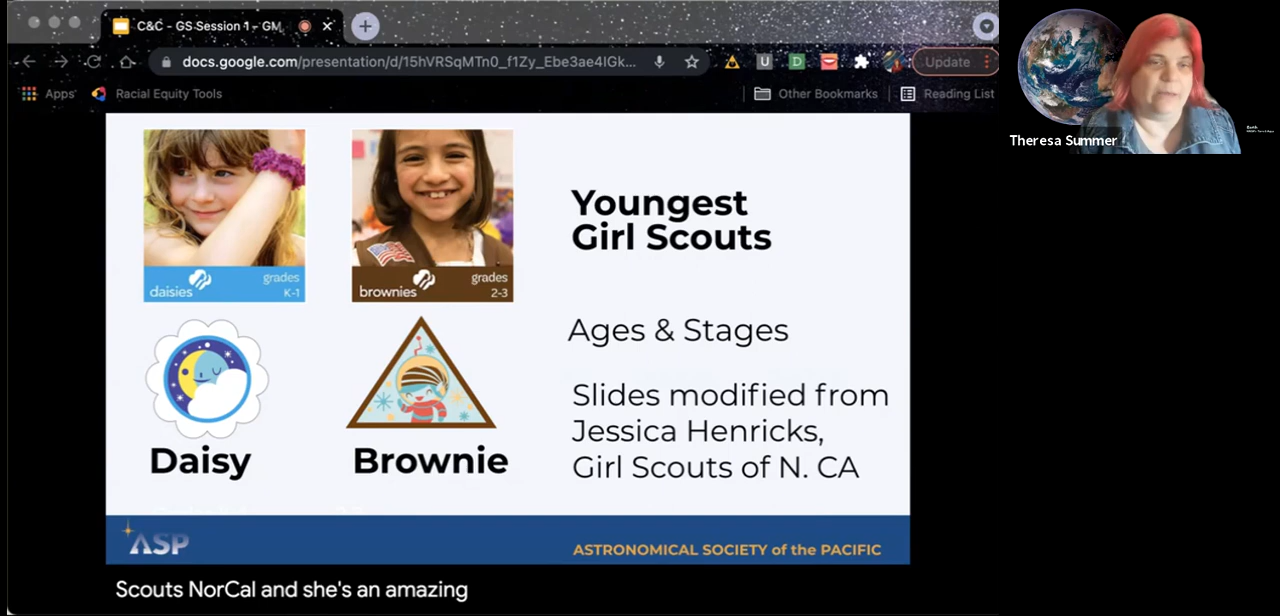 C&C - GS Session 1 - GM
docs.google.com/presentation/d/15hVRSqMTn0_f1Zy_Ebe3ae4IGk...
Update
Apps
Racial Equity Tools
Other Bookmarks
Reading List
Theresa Summer
daisies
grades
K-1
brownies
grades
2-3
Youngest
Girl Scouts
Ages & Stages
Slides modified from
Jessica Henricks,
Girl Scouts of N. CA
Daisy
Brownie
ASP
ASTRONOMICAL SOCIETY of the PACIFIC
Scouts NorCal and she's an amazing